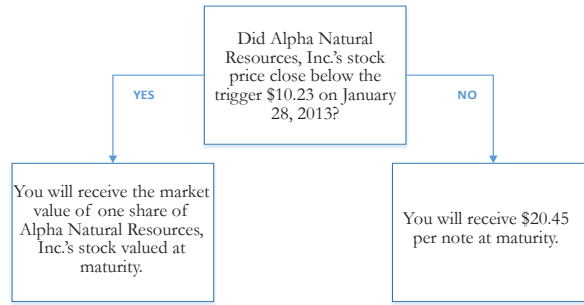 Did Alpha Natural
Resources, Inc.'s stock
price close below the
trigger $10.23 on January
28, 2013?
YES
NO
You will receive the market
value of one share of
Alpha Natural Resources,
Inc.'s stock valued at
maturity.
You will receive $20.45
per note at maturity.